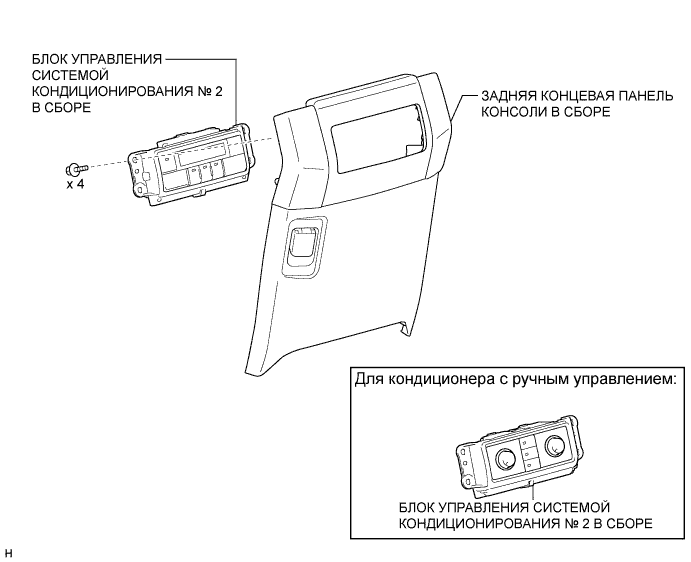 БЛОК УПРАВЛЕНИЯ
СИСТЕМОЙ
КОНДИЦИОНИРОВАНИЯ № 2
В СБОРЕ
ЗАДНЯЯ КОНЦЕВАЯ ПАНЕЛЬ
КОНСОЛИ В СБОРЕ
x 4
Для кондиционера с ручным управлением:
БЛОК УПРАВЛЕНИЯ СИСТЕМОЙ
КОНДИЦИОНИРОВАНИЯ № 2 В СБОРЕ
H